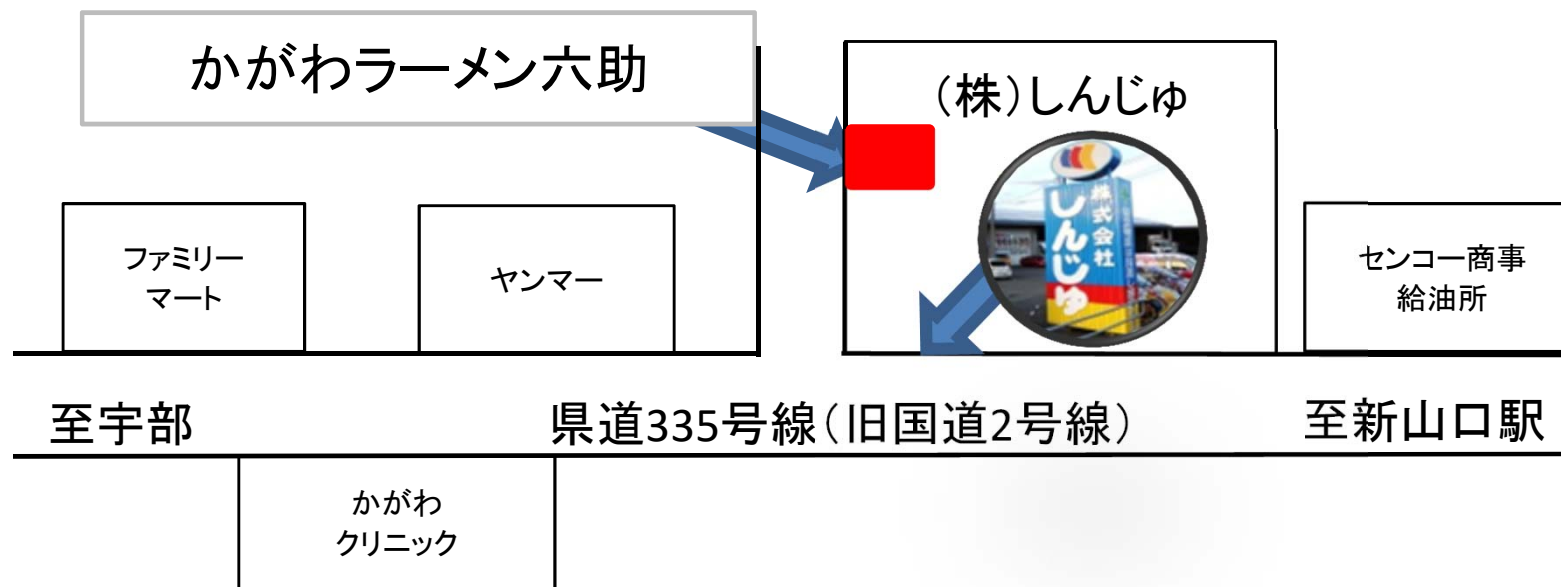 かがわラーメン六助
（株）しんじゅ
株式会社
しんじゅ
ファミリー
マート
ヤンマー
センコー商事
給油所
至宇部
県道335号線（旧国道2号線）
至新山口駅
かがわ
クリニック